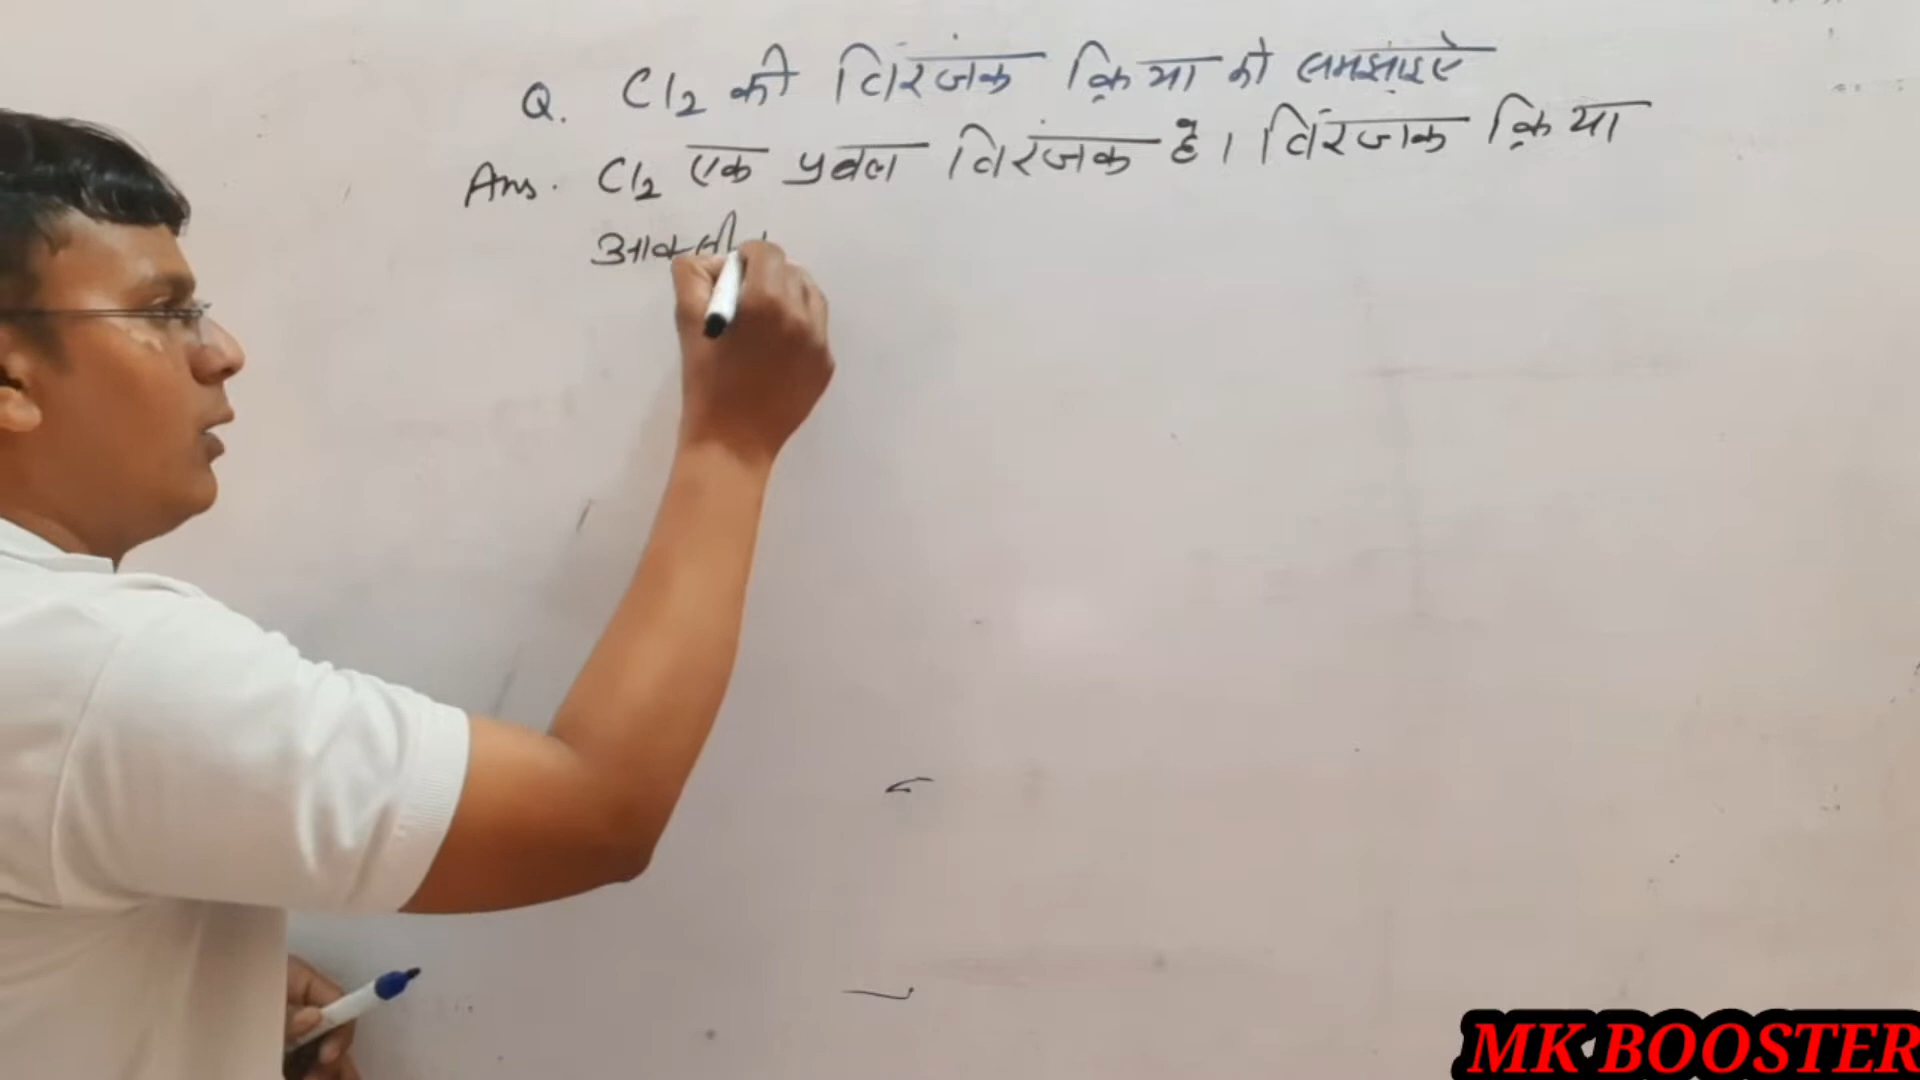 Q. Cl2 की विरंजक क्रिया को समझाइए
Ans. Cl2 एक प्रबल विरंजक है। विरंजक क्रिया
MK BOOSTER